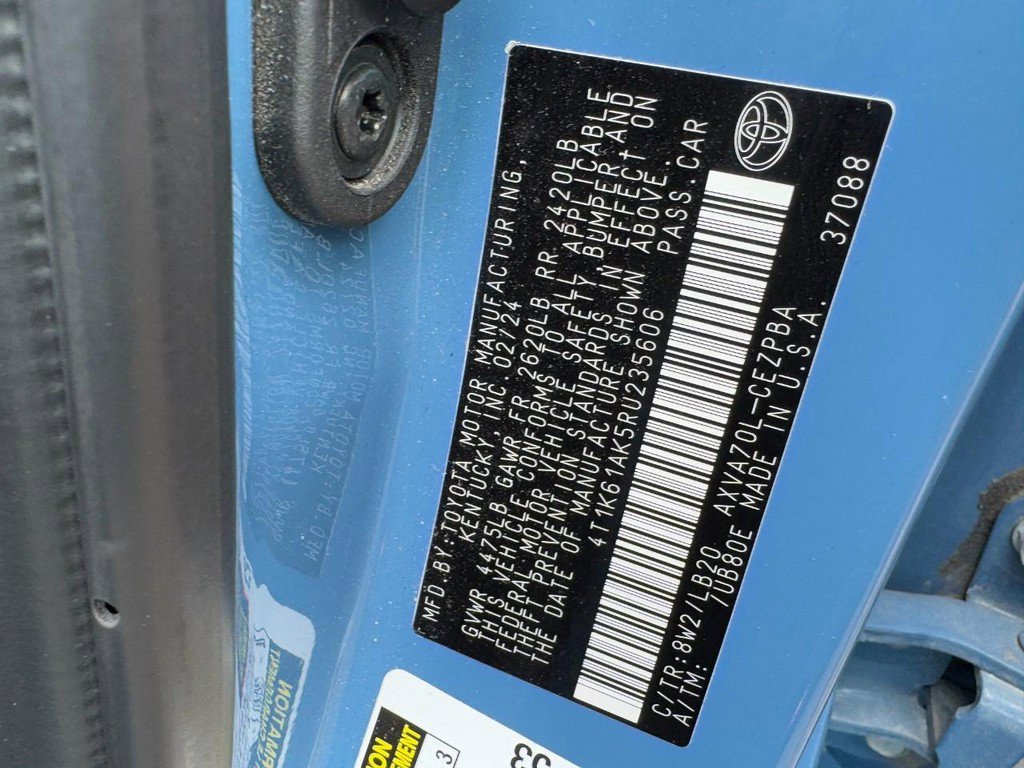 MFD.BY:TOYOTA MOTOR MANUFACTURING,
KENTUCKY, INC. 02/24
GVWR 4475LB GAWR FR 2620LB RR 2420LB
THIS VEHICLE CONFORMS TO ALL APPLICABLE
FEDERAL MOTOR VEHICLE SAFETY, BUMPER, AND
THEFT PREVENTION STANDARDS IN EFFECT ON
THE DATE OF MANUFACTURE SHOWN ABOVE.
4T1K61AK5RU235606 PASS.CAR
C/TR:8W2/LB20 AXVA70L-CEZPBA
A/TM: /UB80E MADE IN U.S.A. 37088
3